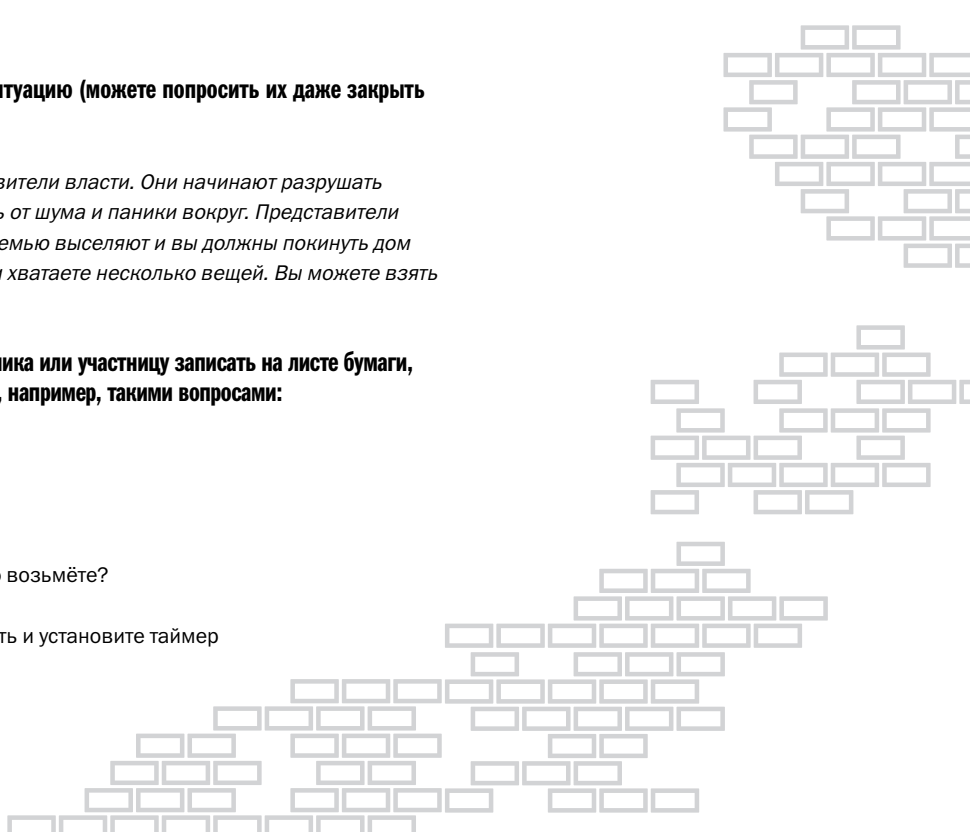 итуацию (можете попросить их даже закрыть
вители власти. Они начинают разрушать
от шума и паники вокруг. Представители
емью выселяют и вы должны покинуть дом
хватаете несколько вещей. Вы можете взять
ика или участницу записать на листе бумаги,
, например, такими вопросами:
возьмёте?
ть и установите таймер